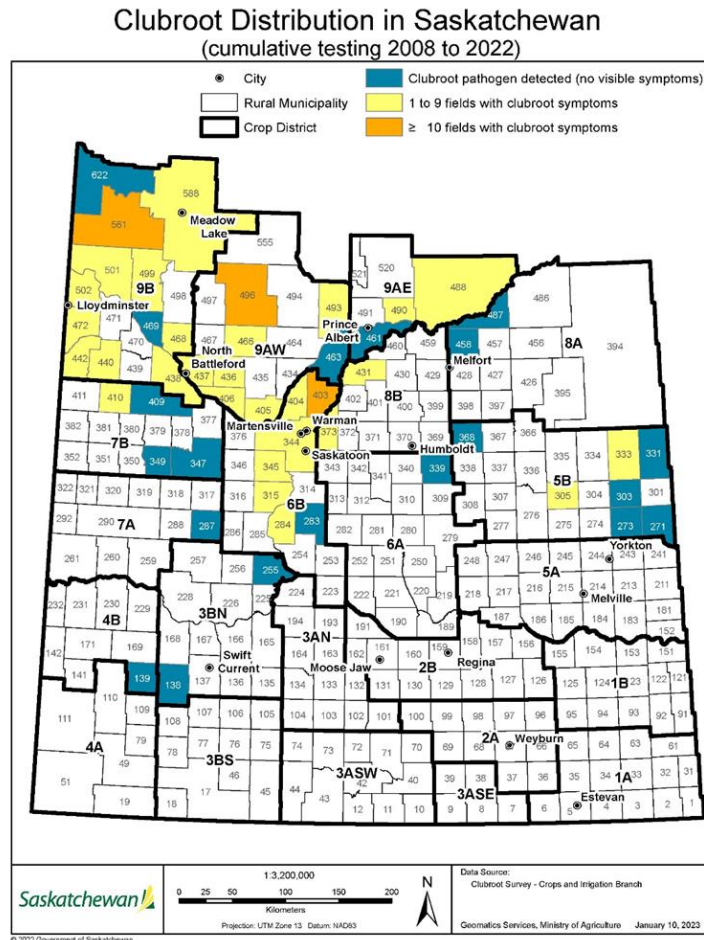 Clubroot Distribution in Saskatchewan
(cumulative testing 2008 to 2022)
City
Rural Municipality
Crop District
Clubroot pathogen detected (no visible symptoms)
1 to 9 fields with clubroot symptoms
≥ 10 fields with clubroot symptoms
622
588
Meadow Lake
561
555
521 520
9AE
488
501 499
9B
498 497 496 494 493
491 490
487 486
502
Lloydminster
471 469
472
470 468
467 466 464
9AW
463
Prince Albert
461 460 459
458 457 456
8A
394
442 440 439 438
North Battleford
437 436 435 434
431
Melfort
428 427 426
395
411 410 409
406 405 404 403
402 401 400 399
8B
398 397
377
382 381 380 379 378
7B
376
Martensville
Warman
344
373 372 371 370 369
Humboldt
368 367 366
352 351 350 349 347
346 345
Saskatoon
343 342 341 340 339
338 337 336 335 334 333 331
5B
322 321 320 319 318 317
316 315 314
6B
313 312 310 309
308 307 305 304 303 301
292 290 288 287
7A
286 285 284 283
282 281 280 279
6A
277 276 275 274 273 271
261 260 259
257 256 255
254 253
252 251 250
248 247 246 245 244 243 241
Yorkton
5A
232 231 230 229
4B
228 226 225
3BN
224 223
222 221 220 219
218 217 216 215 214 213 211
Melville
171 169
168 167 166 165
194 193
3AN
191 190 189
187 186 185 184 183 181
152
142 141 139 138
Swift Current
137 136 135
164 163 162 161 160 159 158 157 156
Moose Jaw
2B
Regina
155 154 153 151
134 133 132 131 130 129 128 127 126
125 124 123 122 121
1B
111 110 109 108 107 106 105
104 103 102 101 100 99 98 97 96
95 94 93 92 91
4A
79 78 77 76 75
3BS
74 73 72 71 70
3ASW
69 68 66
2A
Weyburn
65 64 63 61
51 49 46 45
44 43 42 40
39 38 37 36
3ASE
35 34 33 32 31
1A
19 18 17
12 11 10
9 8 7
6 5 4 3 2 1
Estevan
Saskatchewan
1:3,200,000
0 25 50 100 150 200
Kilometers
Projection: UTM Zone 13 Datum: NAD83
N
Data Source:
Clubroot Survey - Crops and Irrigation Branch
Geomatics Services, Ministry of Agriculture January 10, 2023
© 2022 Government of Saskatchewan